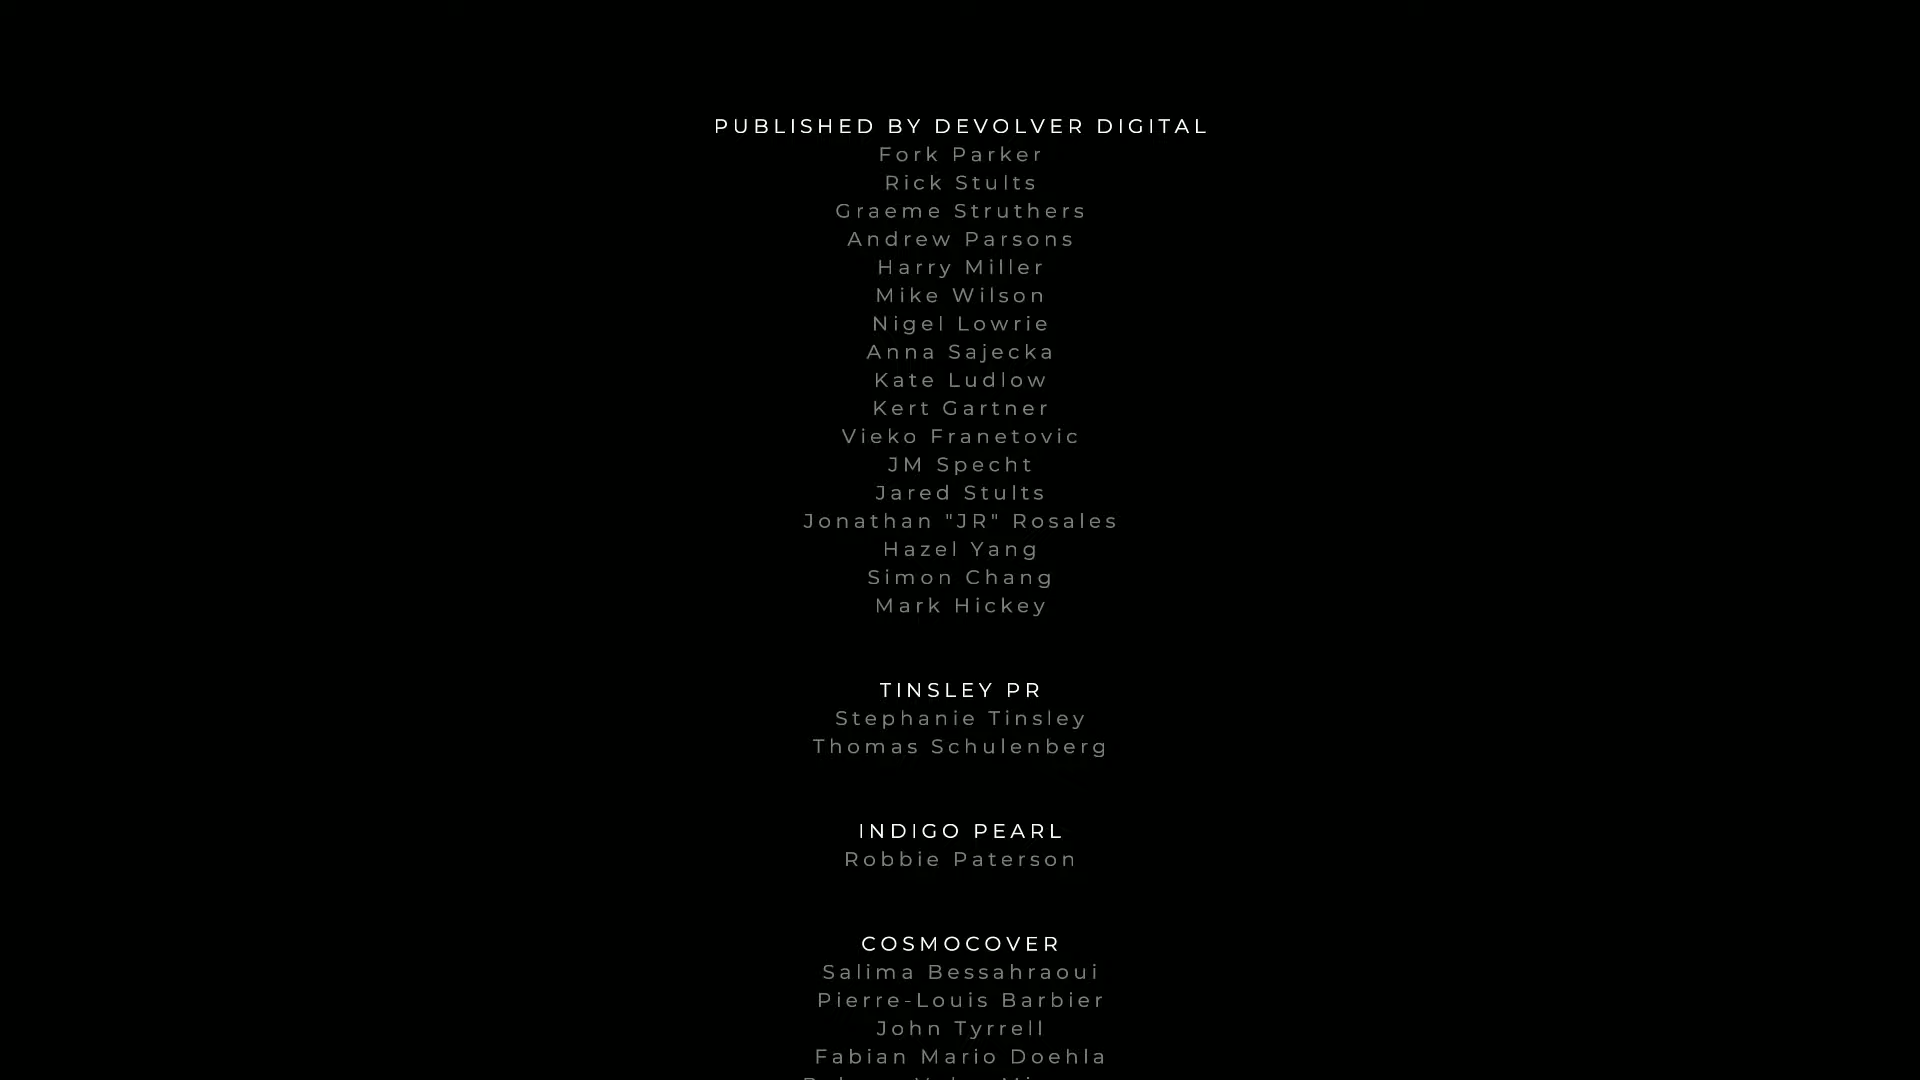 PUBLISHED BY DEVOLVER DIGITAL
Fork Parker
Rick Stults
Graeme Struthers
Andrew Parsons
Harry Miller
Mike Wilson
Nigel Lowrie
Anna Sajecka
Kate Ludlow
Kert Gartner
Vieko Franetovic
JM Specht
Jared Stults
Jonathan "JR" Rosales
Hazel Yang
Simon Chang
Mark Hickey
TINSLEY PR
Stephanie Tinsley
Thomas Schulenberg
INDIGO PEARL
Robbie Paterson
COSMOCOVER
Salima Bessahraoui
Pierre-Louis Barbier
John Tyrrell
Fabian Mario Doehla